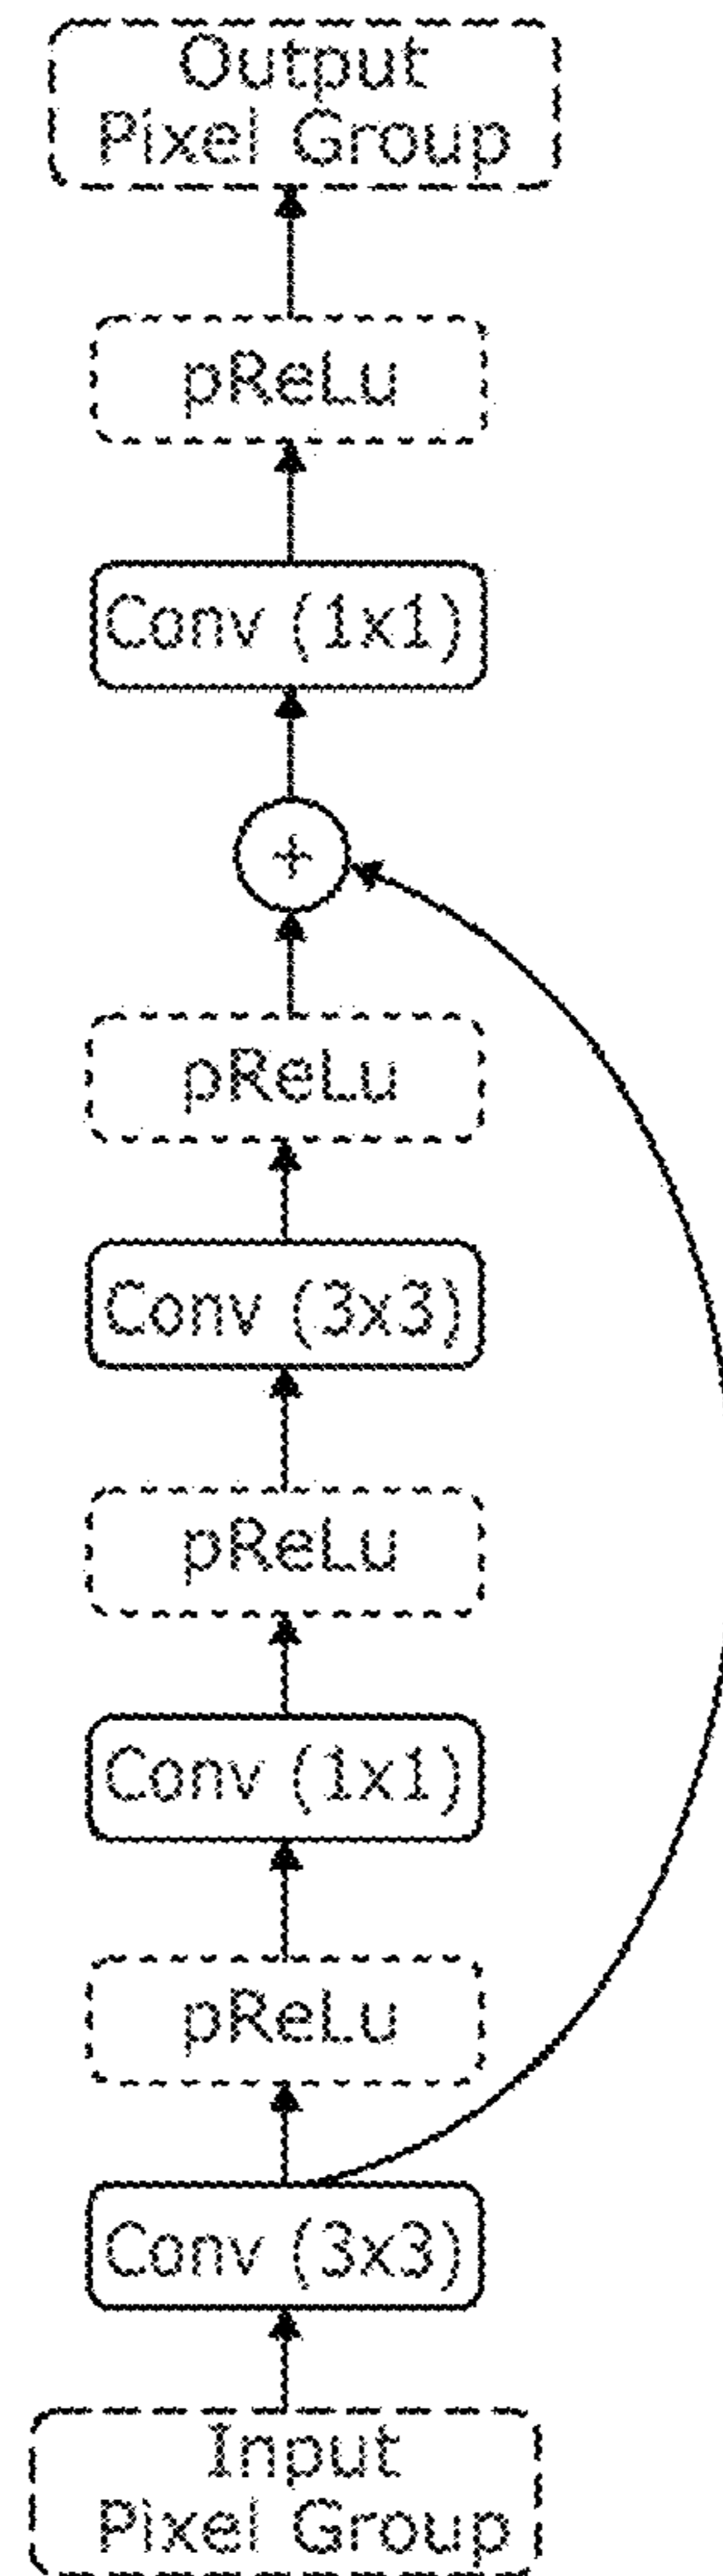 Output
Pixel Group
pReLu
Conv (1x1)
+
pReLu
Conv (3x3)
pReLu
Conv (1x1)
pReLu
Conv (3x3)
Input
Pixel Group